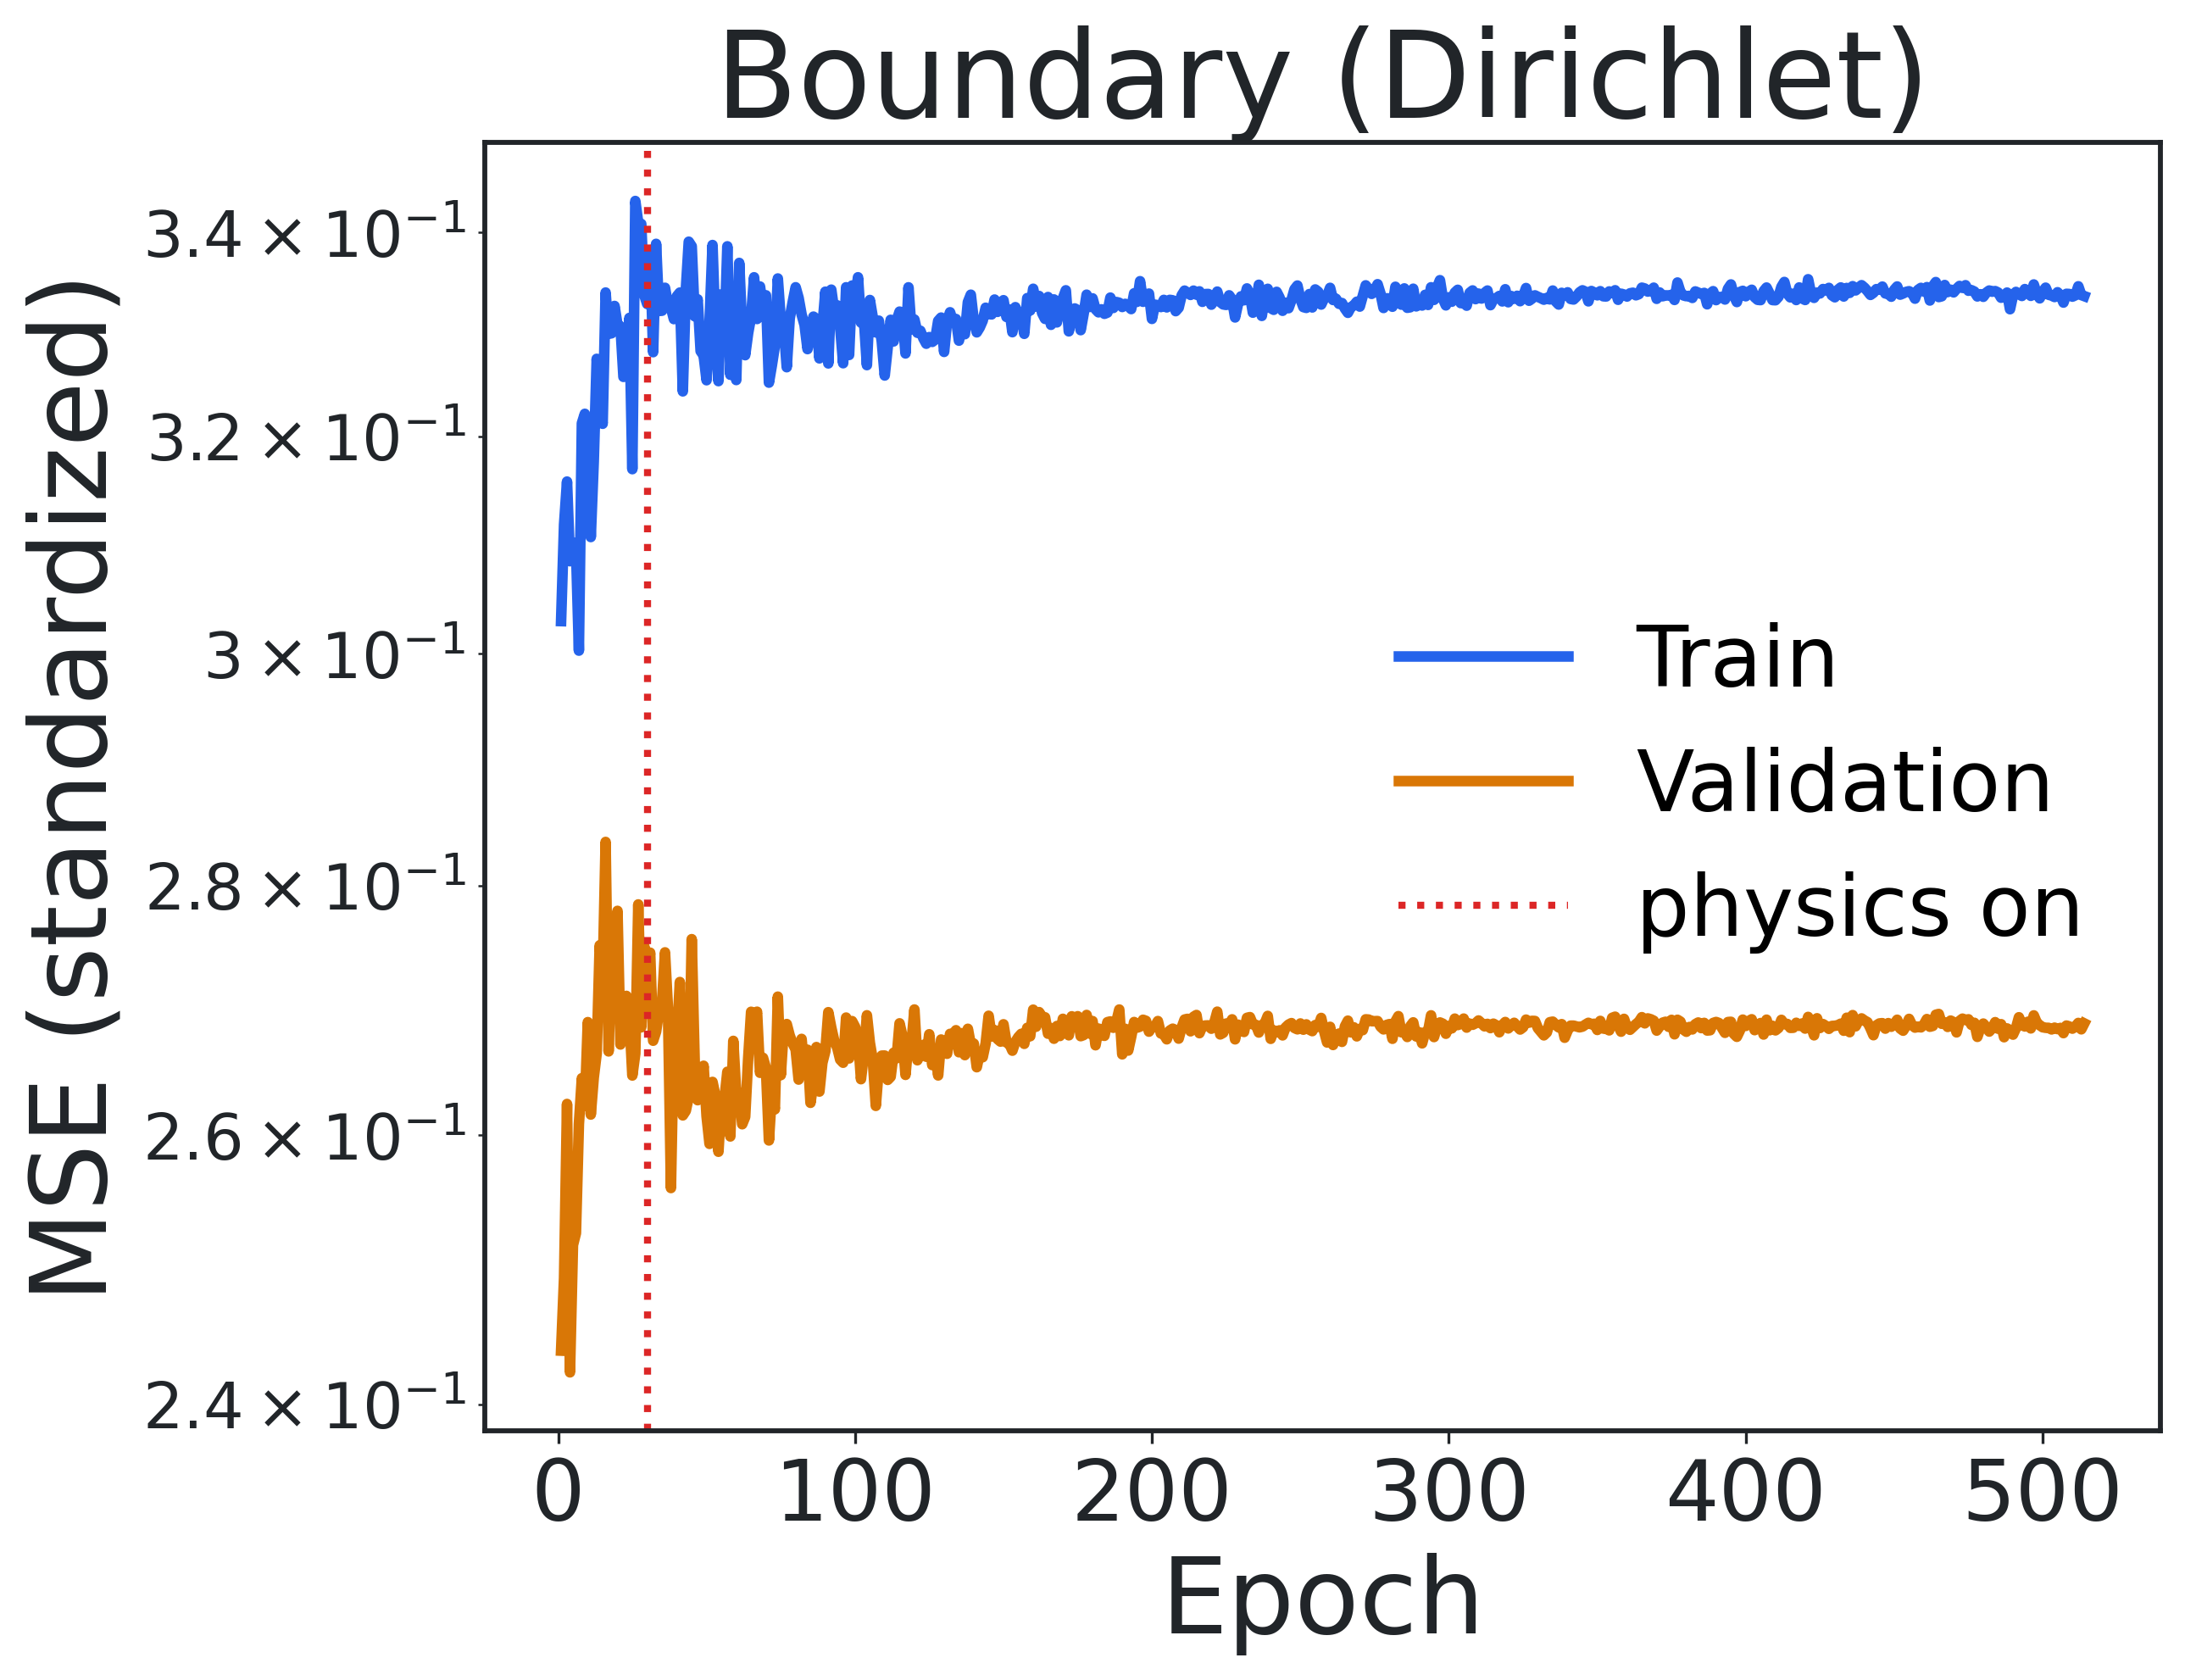 Boundary (Dirichlet)
MSE (standardized)
3.4 × 10⁻¹
3.2 × 10⁻¹
3 × 10⁻¹
2.8 × 10⁻¹
2.6 × 10⁻¹
2.4 × 10⁻¹
Train
Validation
physics on
0 100 200 300 400 500
Epoch